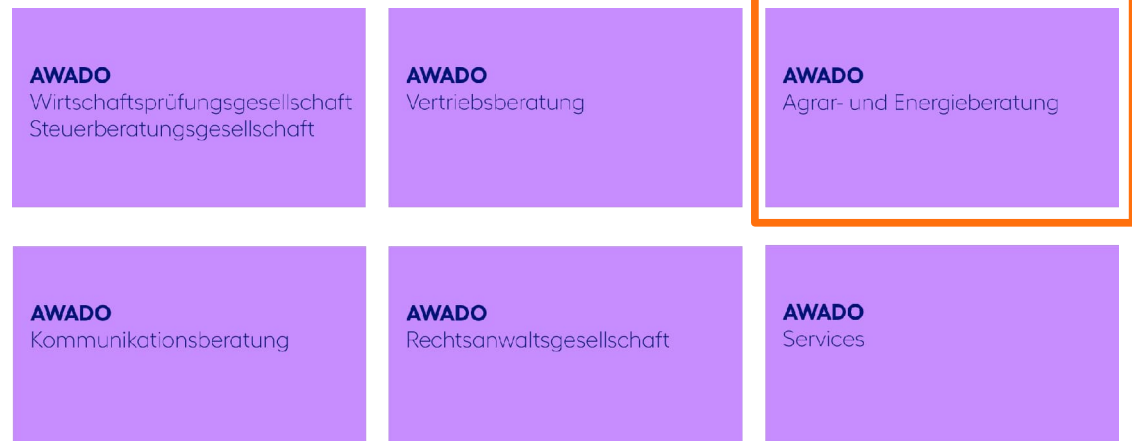 AWADO
Wirtschaftsprüfungsgesellschaft
Steuerberatungsgesellschaft
AWADO
Vertriebsberatung
AWADO
Agrar- und Energieberatung
AWADO
Kommunikationsberatung
AWADO
Rechtsanwaltsgesellschaft
AWADO
Services